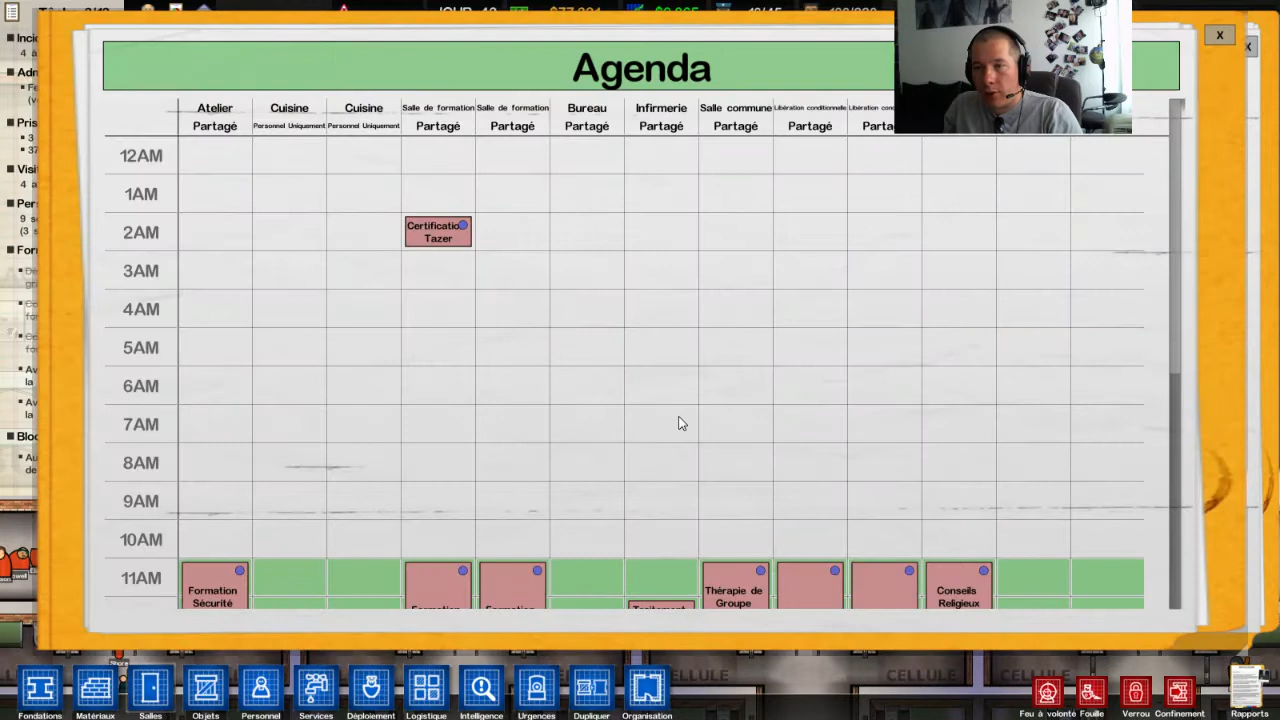 Agenda
Atelier Cuisine Cuisine Salle de formation Salle de formation Bureau Infirmerie Salle commune Libération conditionnelle
Partagé Personnel Uniquement Personnel Uniquement Partagé Partagé Partagé Partagé Partagé Partagé
12AM
1AM
2AM
Tazer
3AM
4AM
5AM
6AM
7AM
8AM
9AM
10AM
11AM
Formation
Sécurité
Thérapie de
Groupe
Conseils
Religieux
CELLULE
Fondations Matériaux Salles Objets Personnel Services Déploiement Logistique Intelligence Urgences Dupliquer Organisation
Feu à volonté Fouille Verrou Confinement Rapports
X